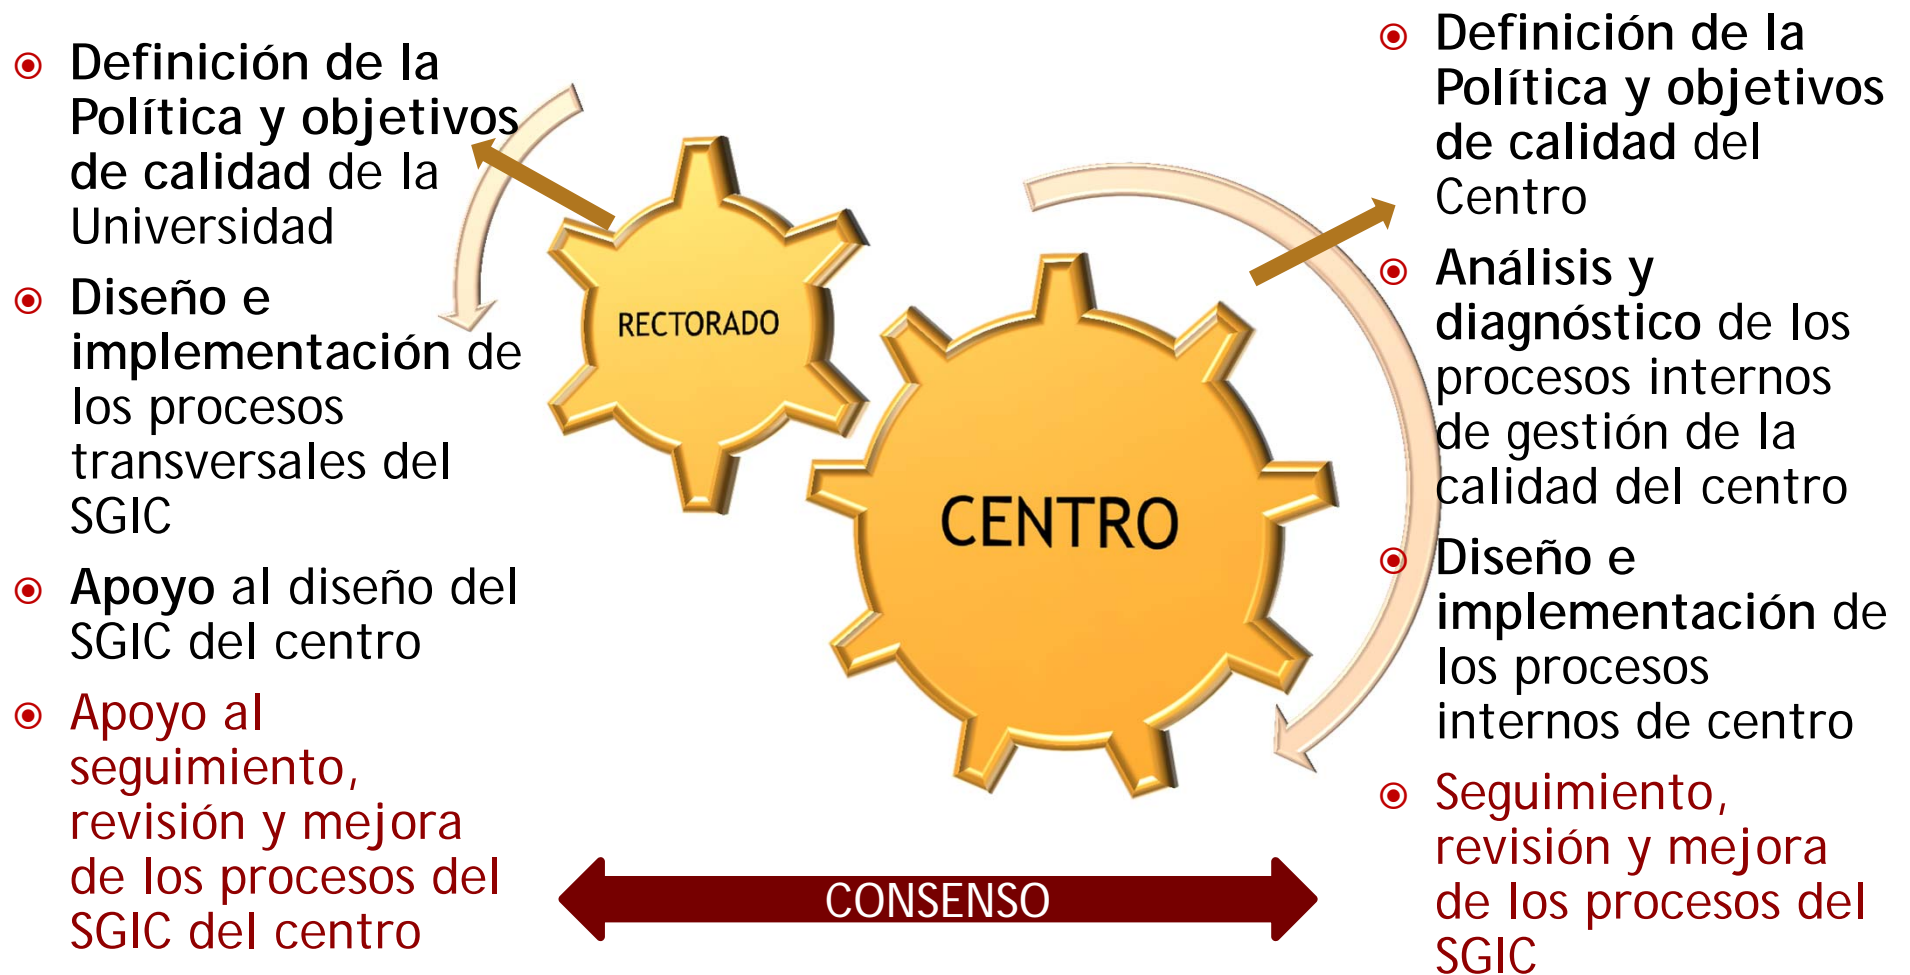 Definición de la
Política y objetivos
de calidad de la
Universidad
Diseño e
implementación de
los procesos
transversales del
SGIC
Apoyo al diseño del
SGIC del centro
Apoyo al
seguimiento,
revisión y mejora
de los procesos del
SGIC del centro
RECTORADO
CENTRO
CONSENSO
Definición de la
Política y objetivos
de calidad del
Centro
Análisis y
diagnóstico de los
procesos internos
de gestión de la
calidad del centro
Diseño e
implementación de
los procesos
internos de centro
Seguimiento,
revisión y mejora
de los procesos del
SGIC